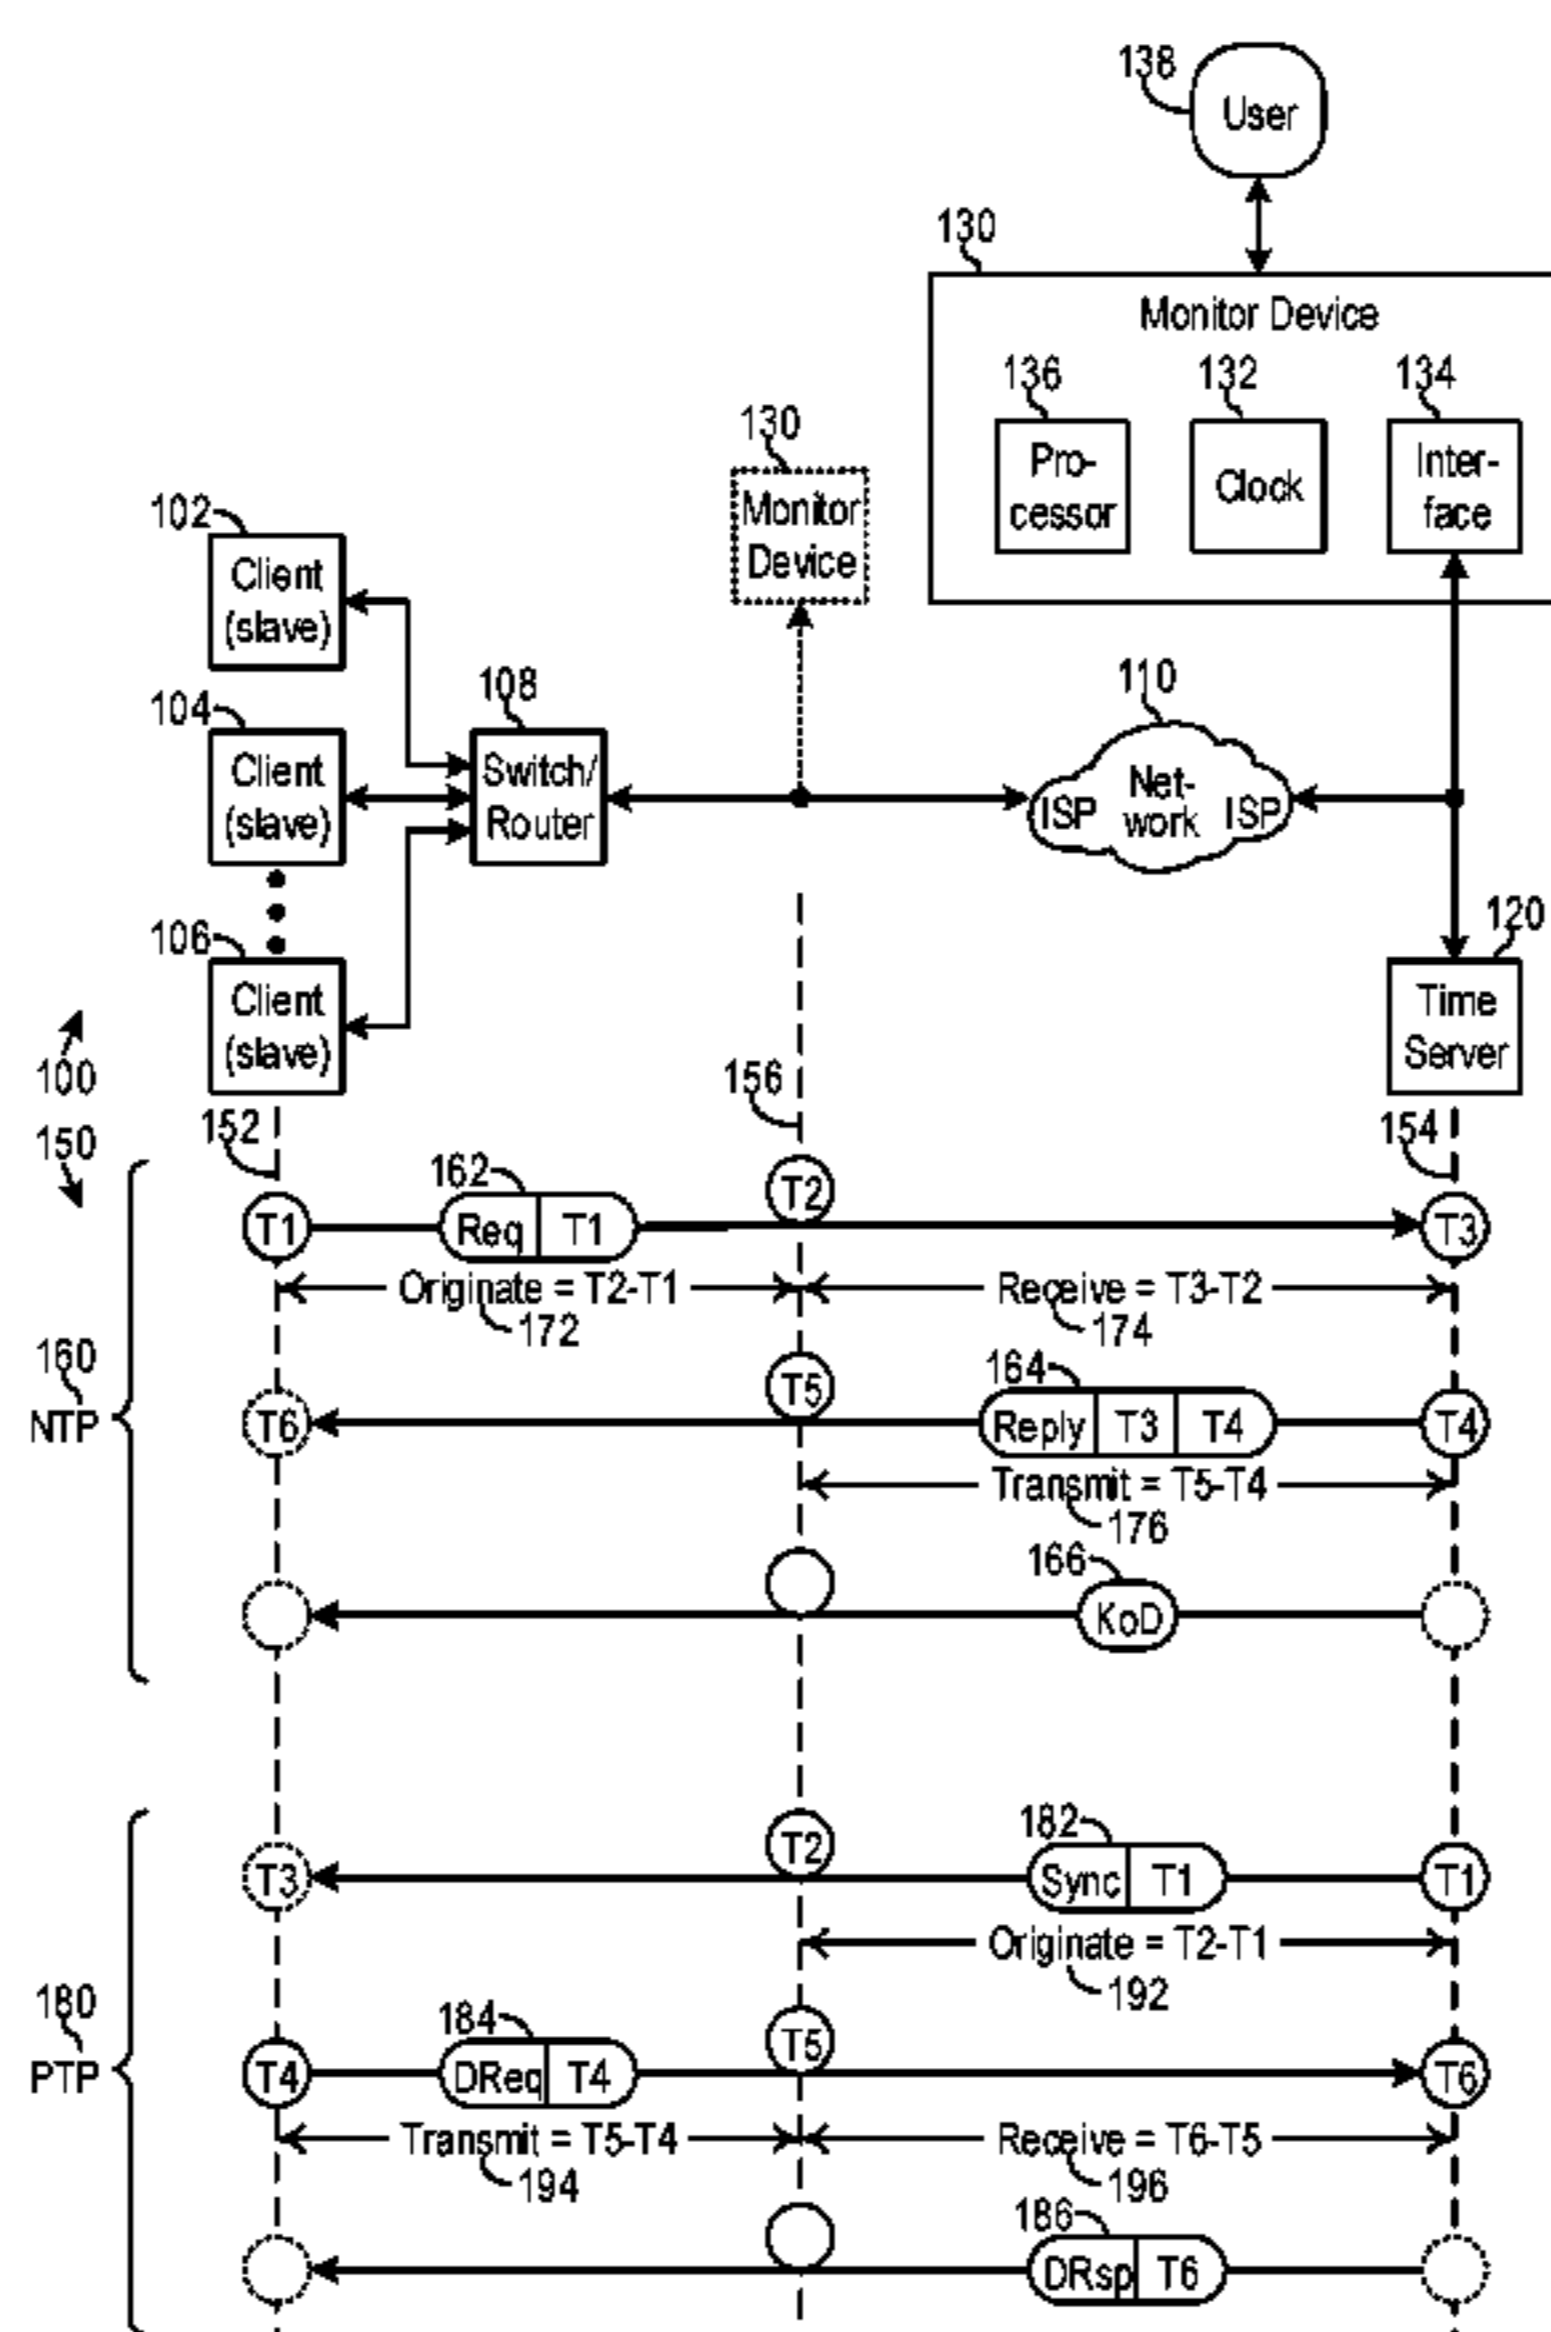 138
User
130
Monitor Device
136
132
134
Pro-
cessor
Clock
Inter-
face
130
Monitor
Device
102
Client
(slave)
108
110
104
Client
(slave)
Switch/
Router
ISP
Net-
work
ISP
120
106
Client
(slave)
Time
Server
100
150
156
152
154
162
T2
T1
Req
T1
T3
Originate = T2-T1
Receive = T3-T2
172
174
160
NTP
164
T5
T6
Reply
T3
T4
T4
Transmit = T5-T4
176
166
KoD
182
T2
T3
Sync
T1
T1
Originate = T2-T1
192
180
PTP
184
T5
T4
DReq
T4
T6
Transmit = T5-T4
Receive = T6-T5
194
196
186
DRsp
T6